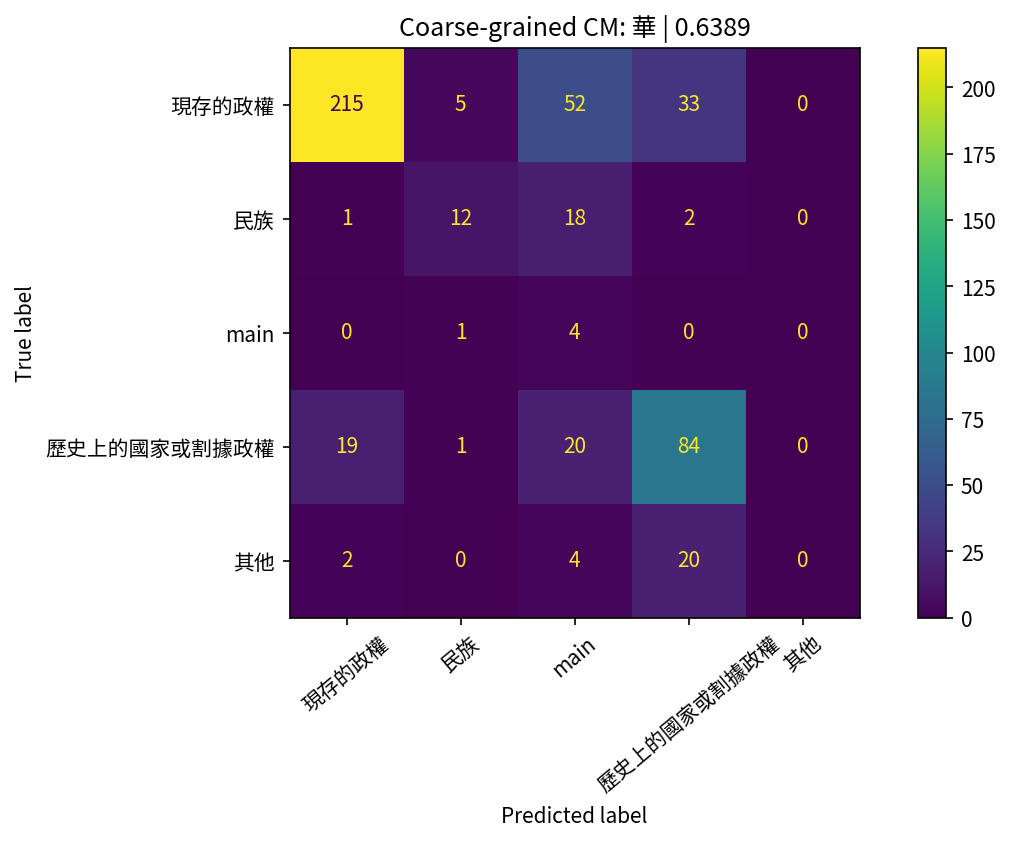 Coarse-grained CM: 華 | 0.6389
True label
現存的政權
215 5 52 33 0
民族
1 12 18 2 0
main
0 1 4 0 0
歷史上的國家或割據政權
19 1 20 84 0
其他
2 0 4 20 0
現存的政權
民族
main
歷史上的國家或割據政權
其他
Predicted label
200
175
150
125
100
75
50
25
0